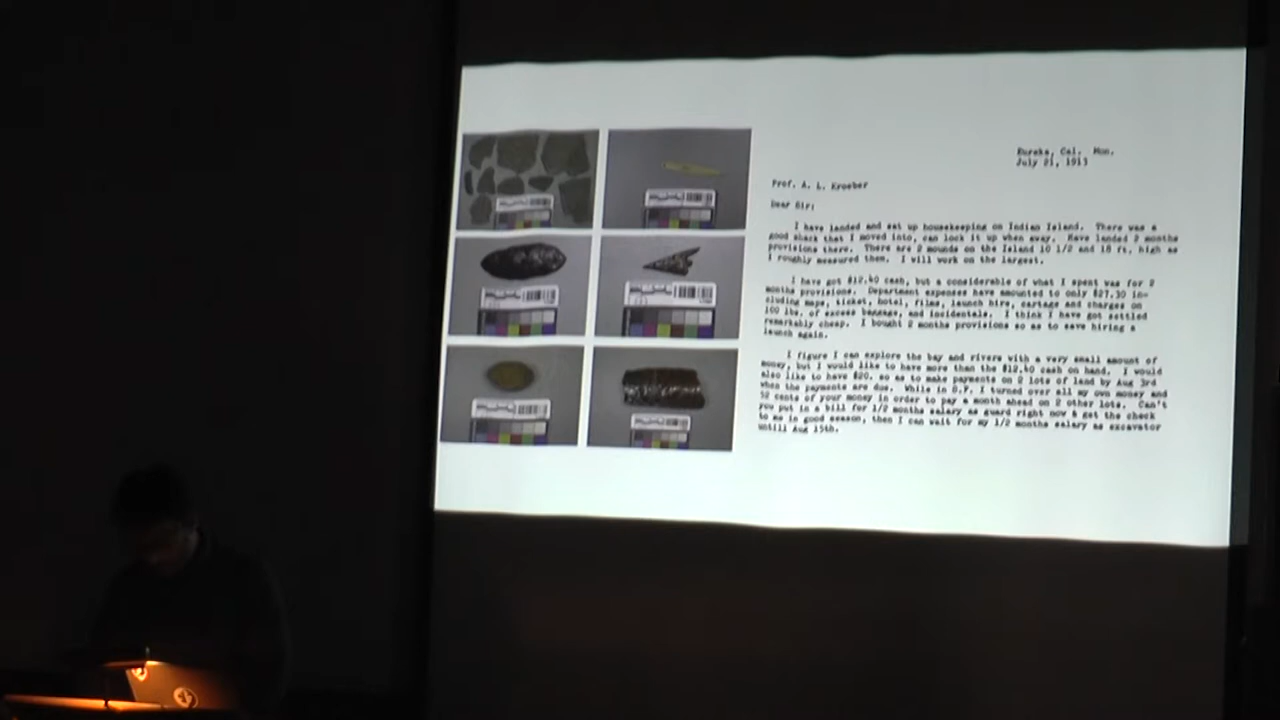 Eureka, Cal. Mon.
July 21, 1913
Prof. A. L. Kroeber
Dear Sir;
I have landed and set up housekeeping on Indian Island. There was a
good shack that I moved into, can lock it up when away. Have landed 2 months
provisions there. There are 2 mounds on the Island 10 1/2 and 18 ft. high as
I roughly measured them. I will work on the largest.
I have got $12.40 cash, but a considerable of what I spent was for 2
months provisions. Department expenses have amounted to only $27.30 in-
cluding maps, ticket, hotel, films, launch hire, cartage and charges on
100 lbs. of excess baggage, and incidentals. I think I have got settled
remarkably cheap. I bought 2 months provisions so as to save hiring a
launch again.
I figure I can explore the bay and rivers with a very small amount of
money, but I would like to have more than the $12.40 cash on hand. I would
also like to have $20. so as to make payments on 2 lots of land by Aug 3rd
when the payments are due. While in S.F. I turned over all my own money and
52 cents of your money in order to pay a month ahead on 2 other lots. Can't
you put in a bill for 1/2 months salary as guard right now & get the check
to me in good season, then I can wait for my 1/2 months salary as excavator
untill Aug 15th.